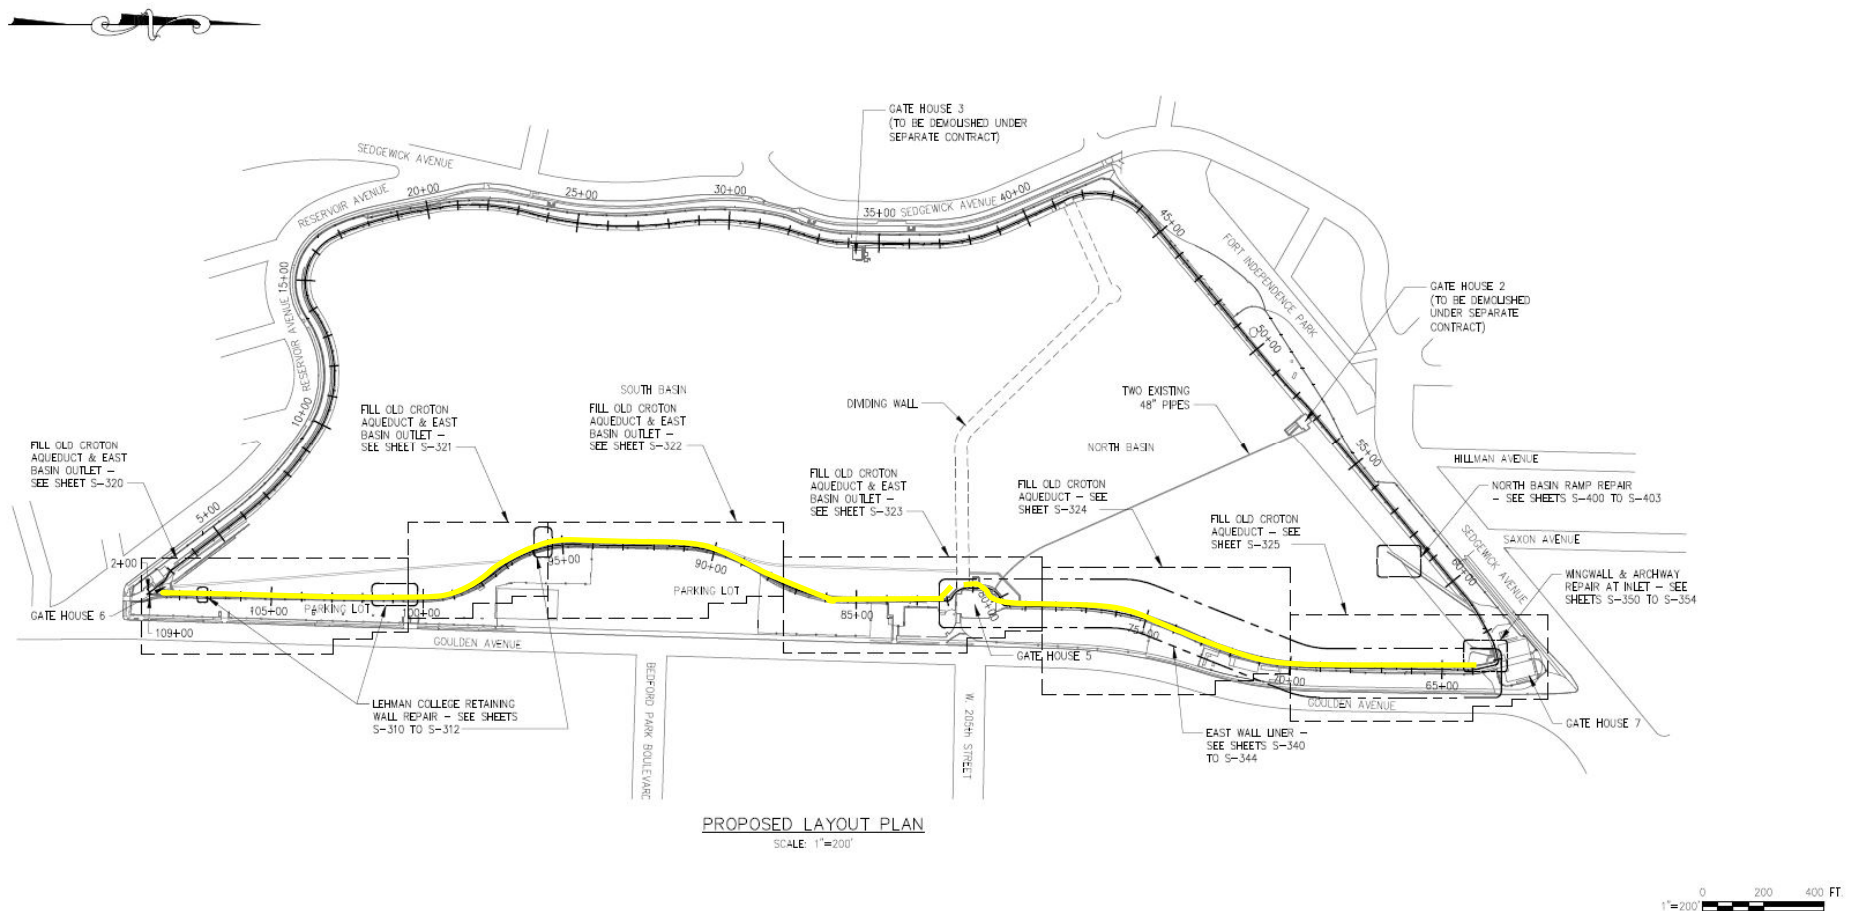 GATE HOUSE 3
(TO BE DEMOLISHED UNDER
SEPARATE CONTRACT)
SEDGEWICK AVENUE
RESERVOIR AVENUE
20+00
25+00
30+00
35+00
SEDGEWICK AVENUE
40+00
45+00
FORT INDEPENDENCE PARK
50+00
GATE HOUSE 2
(TO BE DEMOLISHED
UNDER SEPARATE
CONTRACT)
15+00
RESERVOIR AVENUE
RESERVOIR
10+00
SOUTH BASIN
FILL OLD CROTON
AQUEDUCT & EAST
BASIN OUTLET –
SEE SHEET S-321
FILL OLD CROTON
AQUEDUCT & EAST
BASIN OUTLET –
SEE SHEET S-322
DIVIDING WALL
TWO EXISTING
48" PIPES
NORTH BASIN
55+00
HILLMAN AVENUE
FILL OLD CROTON
AQUEDUCT & EAST
BASIN OUTLET –
SEE SHEET S-320
5+00
FILL OLD CROTON
AQUEDUCT & EAST
BASIN OUTLET –
SEE SHEET S-323
FILL OLD CROTON
AQUEDUCT – SEE
SHEET S-324
FILL OLD CROTON
AQUEDUCT – SEE
SHEET S-325
NORTH BASIN RAMP REPAIR
– SEE SHEETS S-400 TO S-403
SEDGEWICK AVENUE
SAXON AVENUE
60+00
2+00
GATE HOUSE 6
109+00
105+00
PARKING LOT
100+00
95+00
90+00
PARKING LOT
85+00
80+00
75+00
70+00
65+00
WINGWALL & ARCHWAY
REPAIR AT INLET – SEE
SHEETS S-350 TO S-354
GOULDEN AVENUE
GATE HOUSE 5
GOULDEN AVENUE
GATE HOUSE 7
LEHMAN COLLEGE RETAINING
WALL REPAIR – SEE SHEETS
S-310 TO S-312
BEDFORD PARK BOULEVARD
W. 205th STREET
EAST WALL LINER –
SEE SHEETS S-340
TO S-344
PROPOSED LAYOUT PLAN
SCALE: 1"=200'
0 200 400 FT.
1"=200'